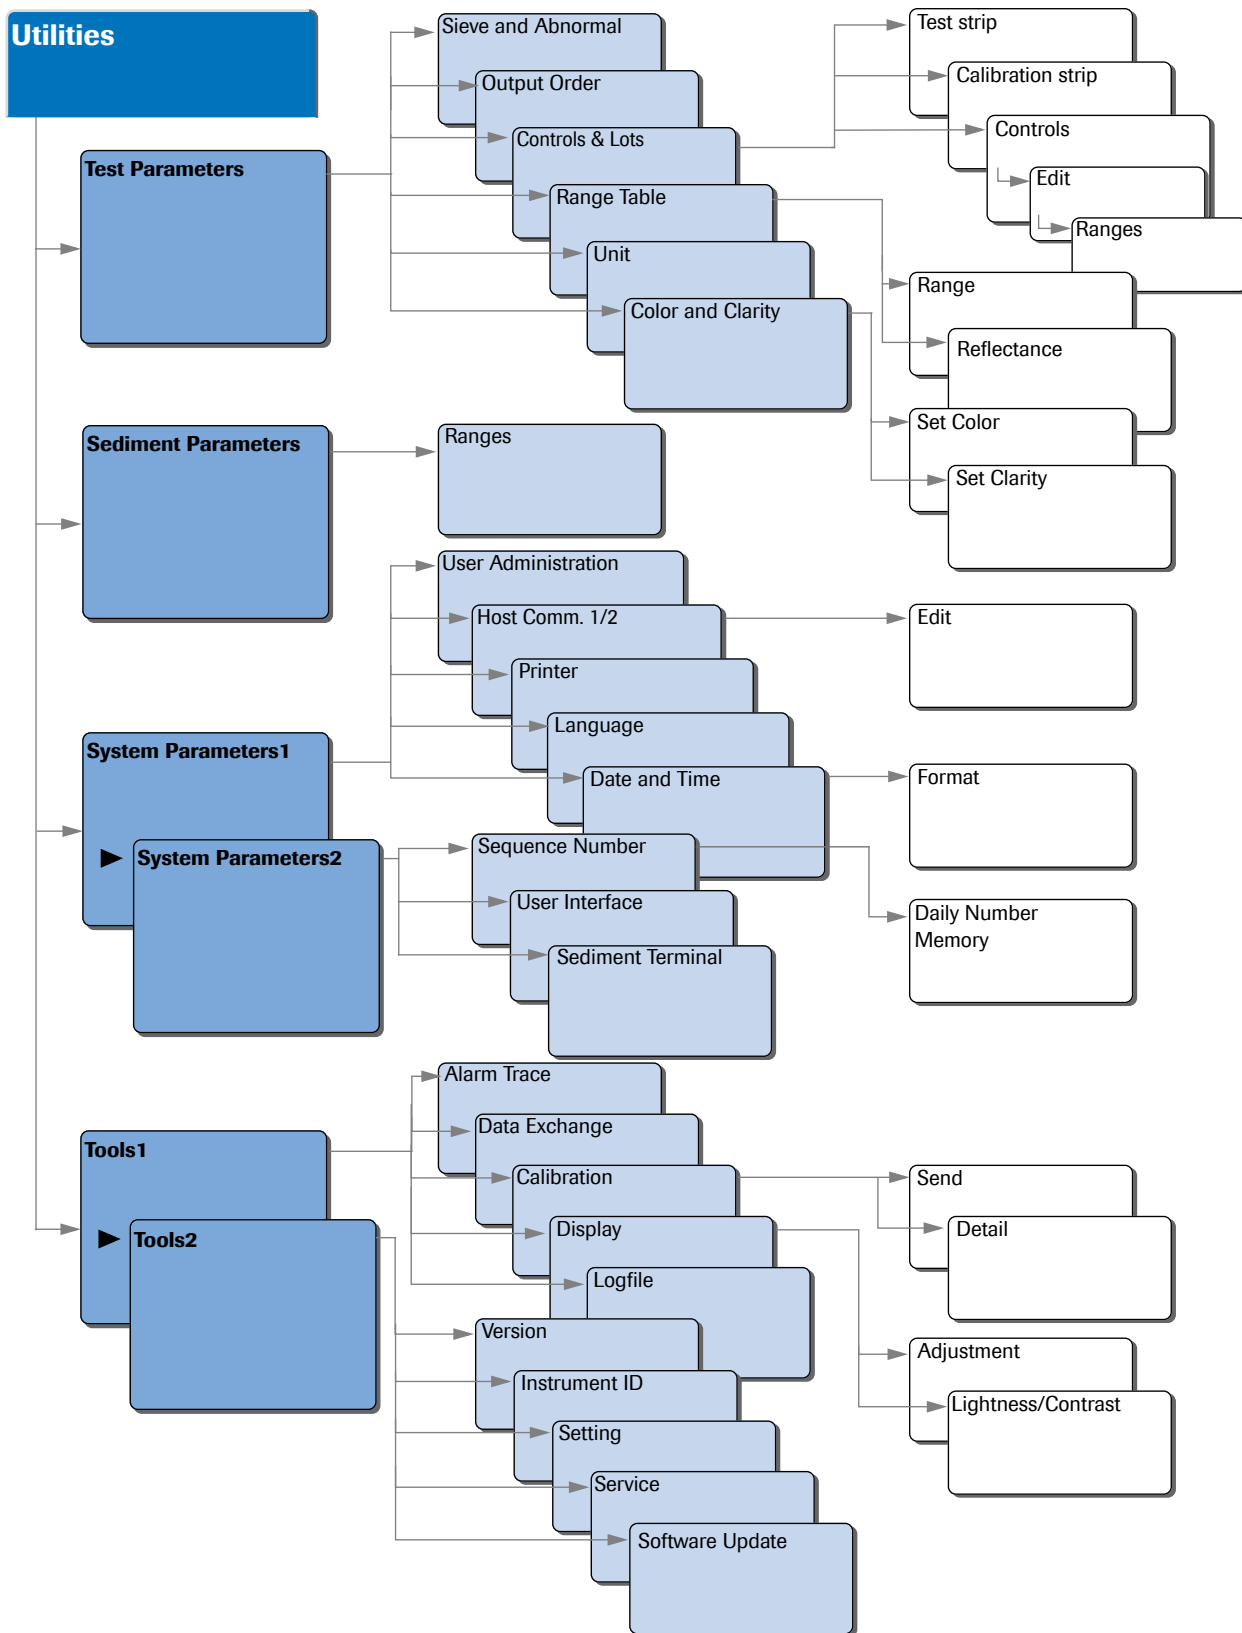 Utilities
Test Parameters
Sieve and Abnormal
Output Order
Controls & Lots
Range Table
Unit
Color and Clarity
Test strip
Calibration strip
Controls
Edit
Ranges
Range
Reflectance
Set Color
Set Clarity
Sediment Parameters
Ranges
System Parameters1
User Administration
Host Comm. 1/2
Printer
Language
Date and Time
Edit
Format
System Parameters2
Sequence Number
User Interface
Sediment Terminal
Daily Number
Memory
Tools1
Alarm Trace
Data Exchange
Calibration
Display
Logfile
Send
Detail
Adjustment
Lightness/Contrast
Tools2
Version
Instrument ID
Setting
Service
Software Update